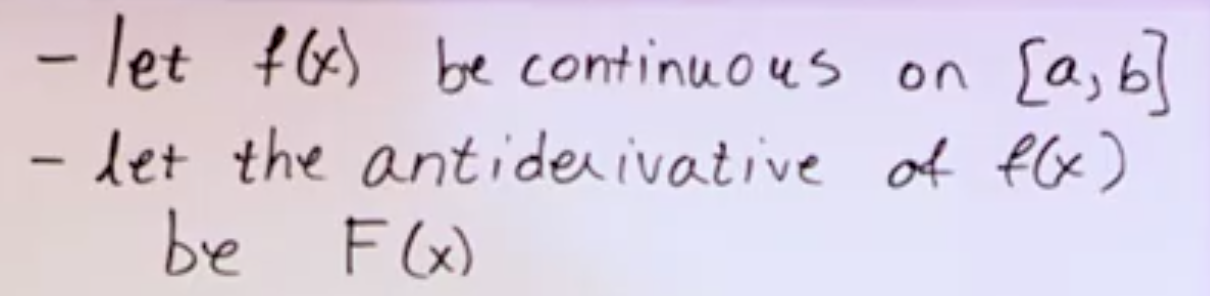 - let f(x) be continuous on [a,b]
- let the antiderivative of f(x)
be F(x)